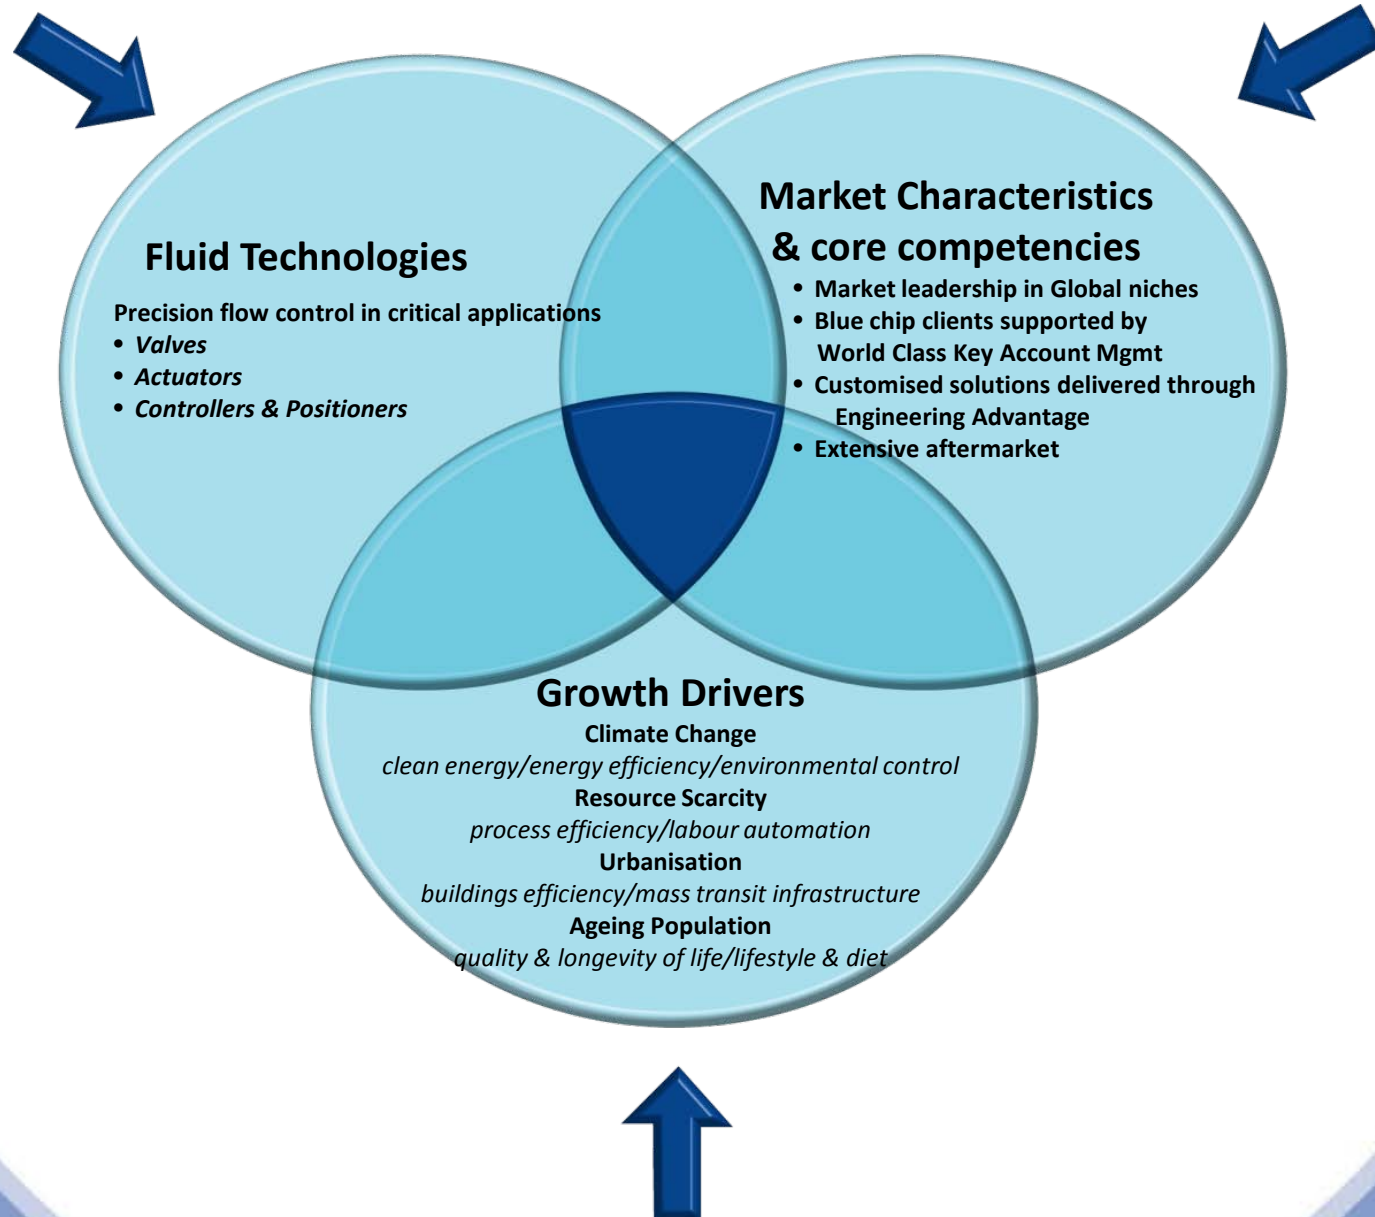 Fluid Technologies
Precision flow control in critical applications
• Valves
• Actuators
• Controllers & Positioners
Market Characteristics
& core competencies
• Market leadership in Global niches
• Blue chip clients supported by
World Class Key Account Mgmt
• Customised solutions delivered through
Engineering Advantage
• Extensive aftermarket
Growth Drivers
Climate Change
clean energy/energy efficiency/environmental control
Resource Scarcity
process efficiency/labour automation
Urbanisation
buildings efficiency/mass transit infrastructure
Ageing Population
quality & longevity of life/lifestyle & diet